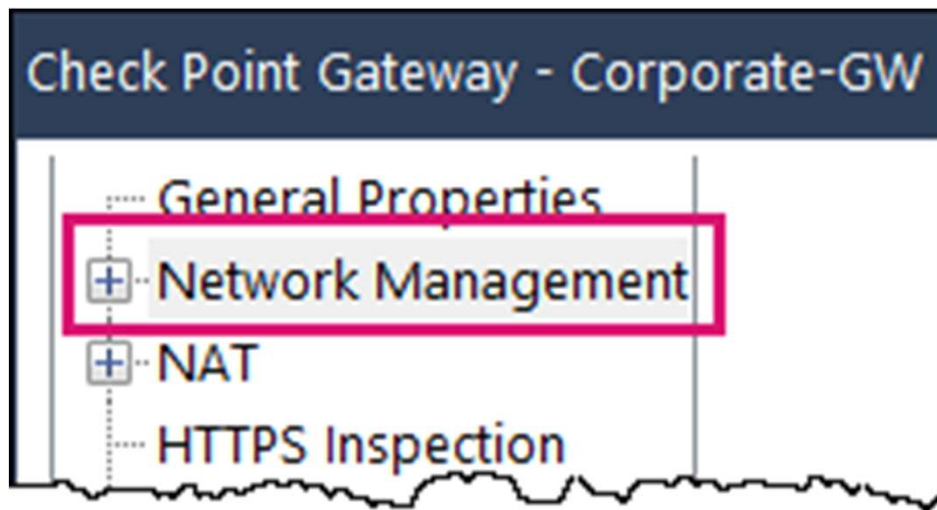 Check Point Gateway - Corporate-GW
General Properties
Network Management
NAT
HTTPS Inspection